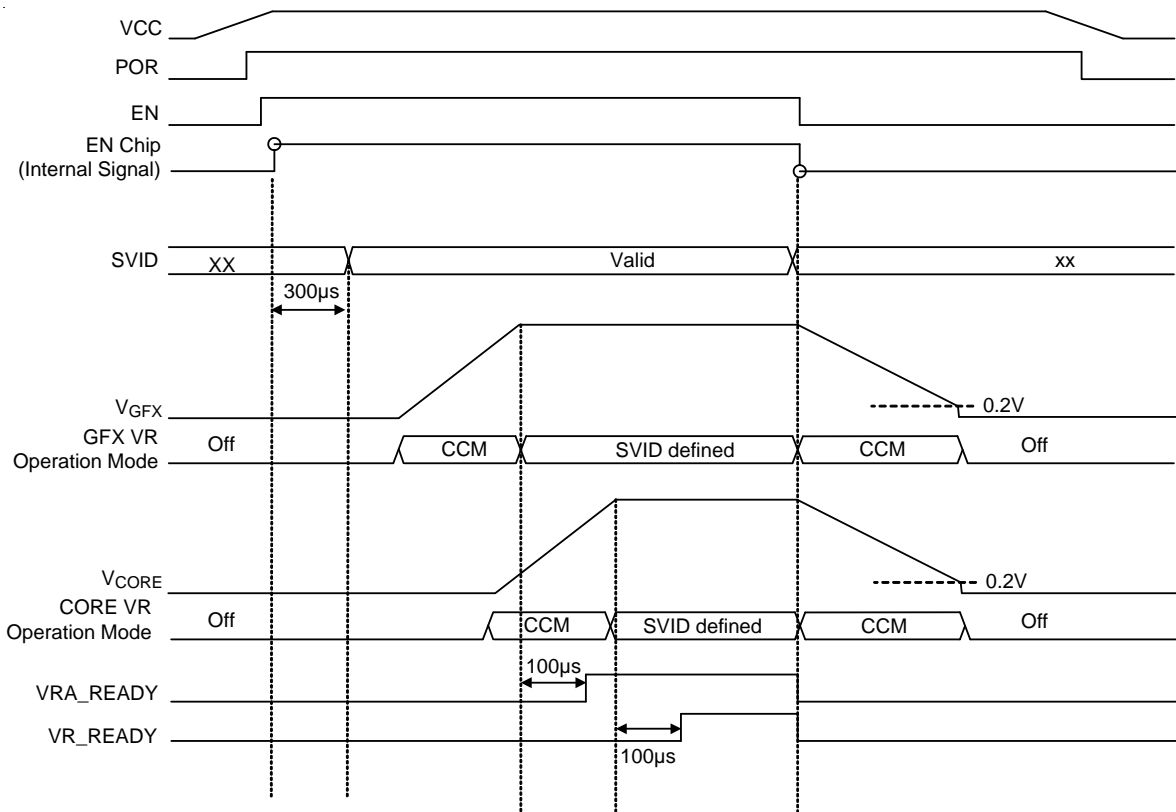 VCC
POR
EN
EN Chip
(Internal Signal)
SVID XX Valid xx
300µs
VGFX 0.2V
GFX VR
Operation Mode Off CCM SVID defined CCM Off
VCORE 0.2V
CORE VR
Operation Mode Off CCM SVID defined CCM Off
100µs
VRA_READY
VR_READY
100µs